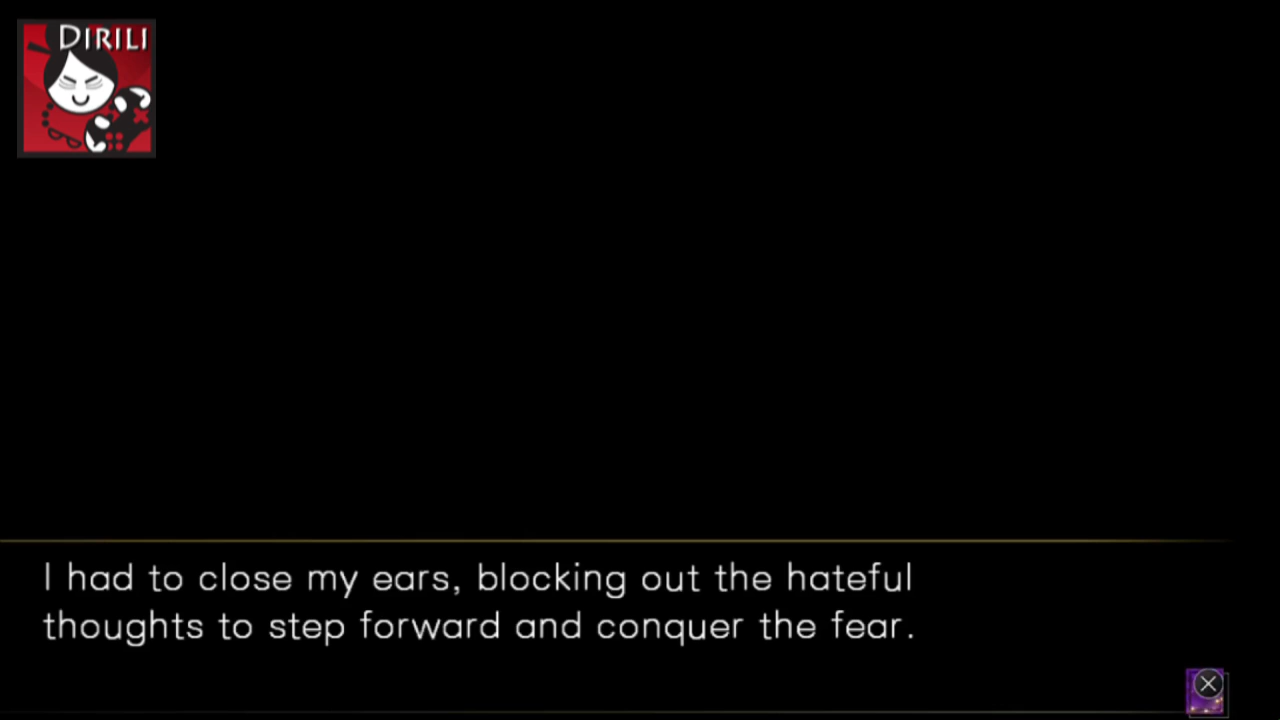 DIRILI
I had to close my ears, blocking out the hateful
thoughts to step forward and conquer the fear.